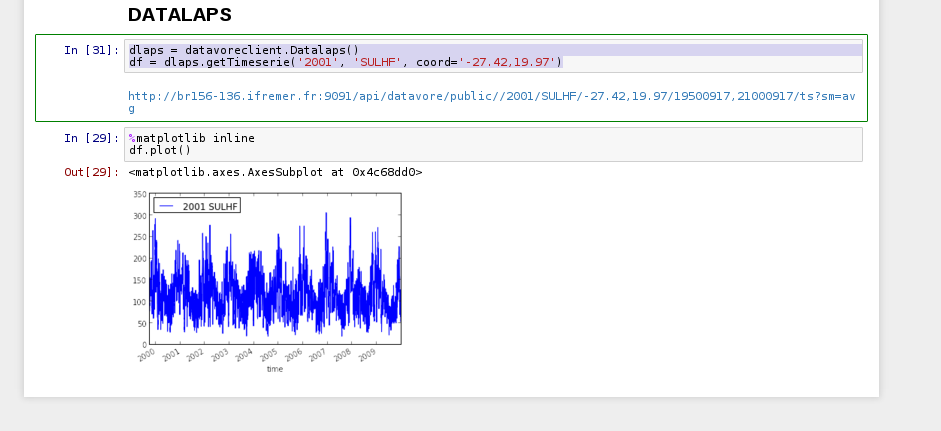 DATALAPS
In [31]: dlaps = datavoreclient.Datalaps()
df = dlaps.getTimeserie('2001', 'SULHF', coord='-27.42,19.97')
http://br156-136.ifremer.fr:9091/api/datavore/public//2001/SULHF/-27.42,19.97/19500917,21000917/ts?sm=av
g
In [29]: %matplotlib inline
df.plot()
Out[29]: <matplotlib.axes.AxesSubplot at 0x4c68dd0>
350
2001 SULHF
300
250
200
150
100
50
0
2000 2001 2002 2003 2004 2005 2006 2007 2008 2009
time